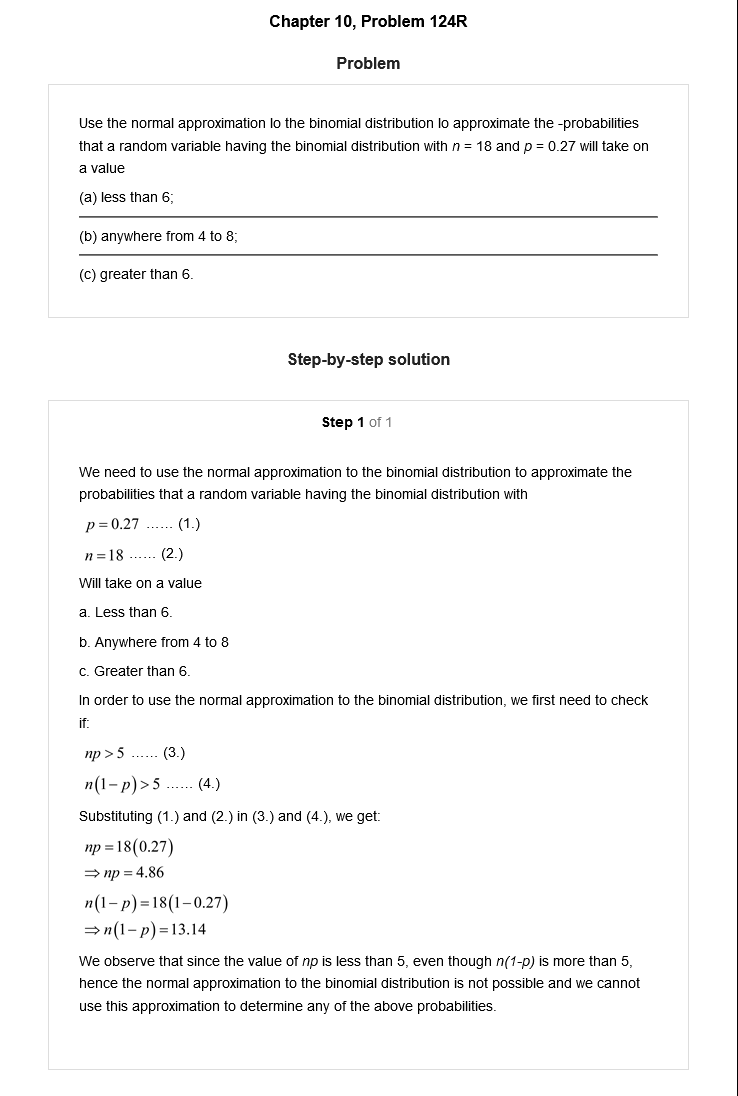 Chapter 10, Problem 124R
Problem
Use the normal approximation lo the binomial distribution lo approximate the -probabilities
that a random variable having the binomial distribution with n = 18 and p = 0.27 will take on
a value
(a) less than 6;
(b) anywhere from 4 to 8;
(c) greater than 6.
Step-by-step solution
Step 1 of 1
We need to use the normal approximation to the binomial distribution to approximate the
probabilities that a random variable having the binomial distribution with
p = 0.27 ...... (1.)
n = 18 ...... (2.)
Will take on a value
a. Less than 6.
b. Anywhere from 4 to 8
c. Greater than 6.
In order to use the normal approximation to the binomial distribution, we first need to check
if:
np > 5 ...... (3.)
n(1− p) > 5 ...... (4.)
Substituting (1.) and (2.) in (3.) and (4.), we get:
np = 18(0.27)
⇒ np = 4.86
n(1− p) = 18(1− 0.27)
⇒ n(1− p) = 13.14
We observe that since the value of np is less than 5, even though n(1-p) is more than 5,
hence the normal approximation to the binomial distribution is not possible and we cannot
use this approximation to determine any of the above probabilities.